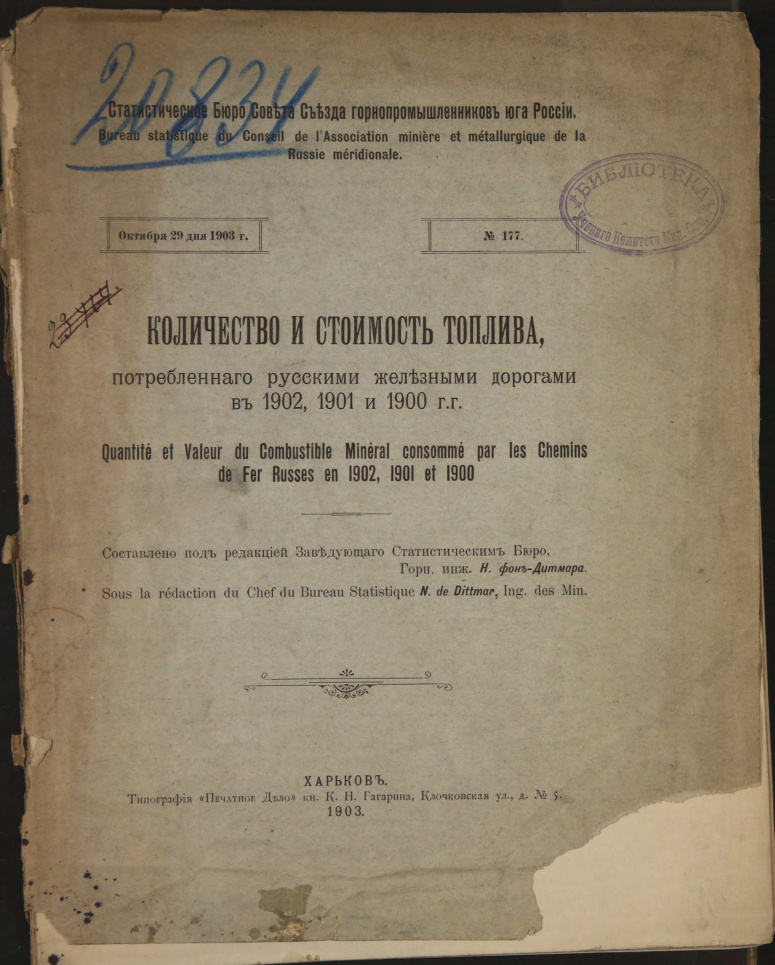 20834
Статистическое Бюро Совѣта Съѣзда горнопромышленниковъ юга Россіи.
Bureau statistique du Conseil de l'Association minière et métallurgique de la
Russie méridionale.
БИБЛІОТЕКА
Ученаго Комитета
Октября 29 дня 1903 г.
№ 177.
КОЛИЧЕСТВО И СТОИМОСТЬ ТОПЛИВА,
потребленнаго русскими желѣзными дорогами
въ 1902, 1901 и 1900 г.г.
Quantité et Valeur du Combustible Minéral consommé par les Chemins
de Fer Russes en 1902, 1901 et 1900
Составлено подъ редакціей Завѣдующаго Статистическимъ Бюро,
Горн. инж. Н. фонъ-Дитмара.
Sous la rédaction du Chef du Bureau Statistique N. de Dittmar, Ing. des Min.
ХАРЬКОВЪ.
Типографія «Печатное Дѣло» кн. К. Н. Гагарина, Клочковская ул., д. № 5.
1903.